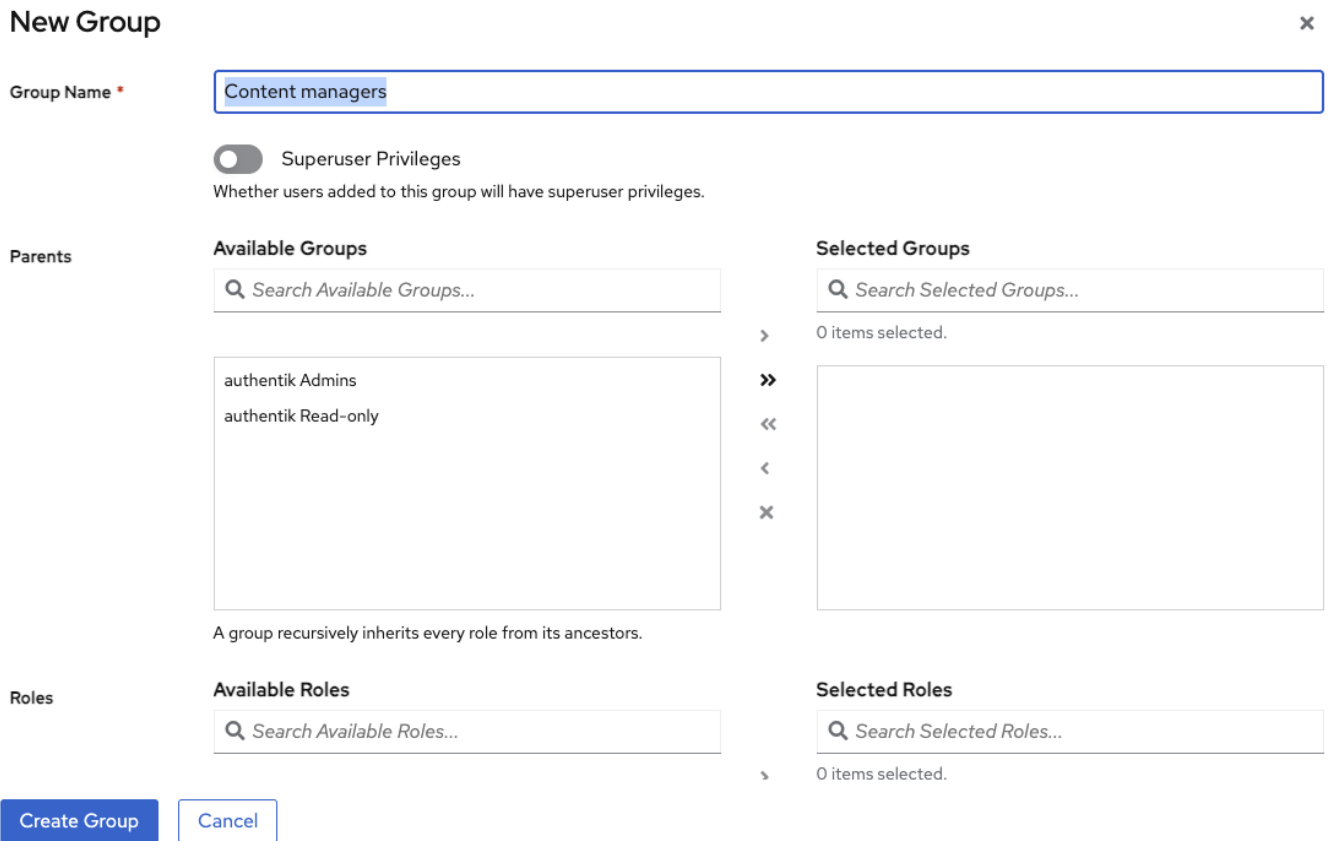 New Group
Group Name *
Content managers
Superuser Privileges
Whether users added to this group will have superuser privileges.
Parents
Available Groups
Search Available Groups...
authentik Admins
authentik Read-only
A group recursively inherits every role from its ancestors.
Selected Groups
Search Selected Groups...
0 items selected.
Roles
Available Roles
Search Available Roles...
Selected Roles
Search Selected Roles...
0 items selected.
Create Group
Cancel